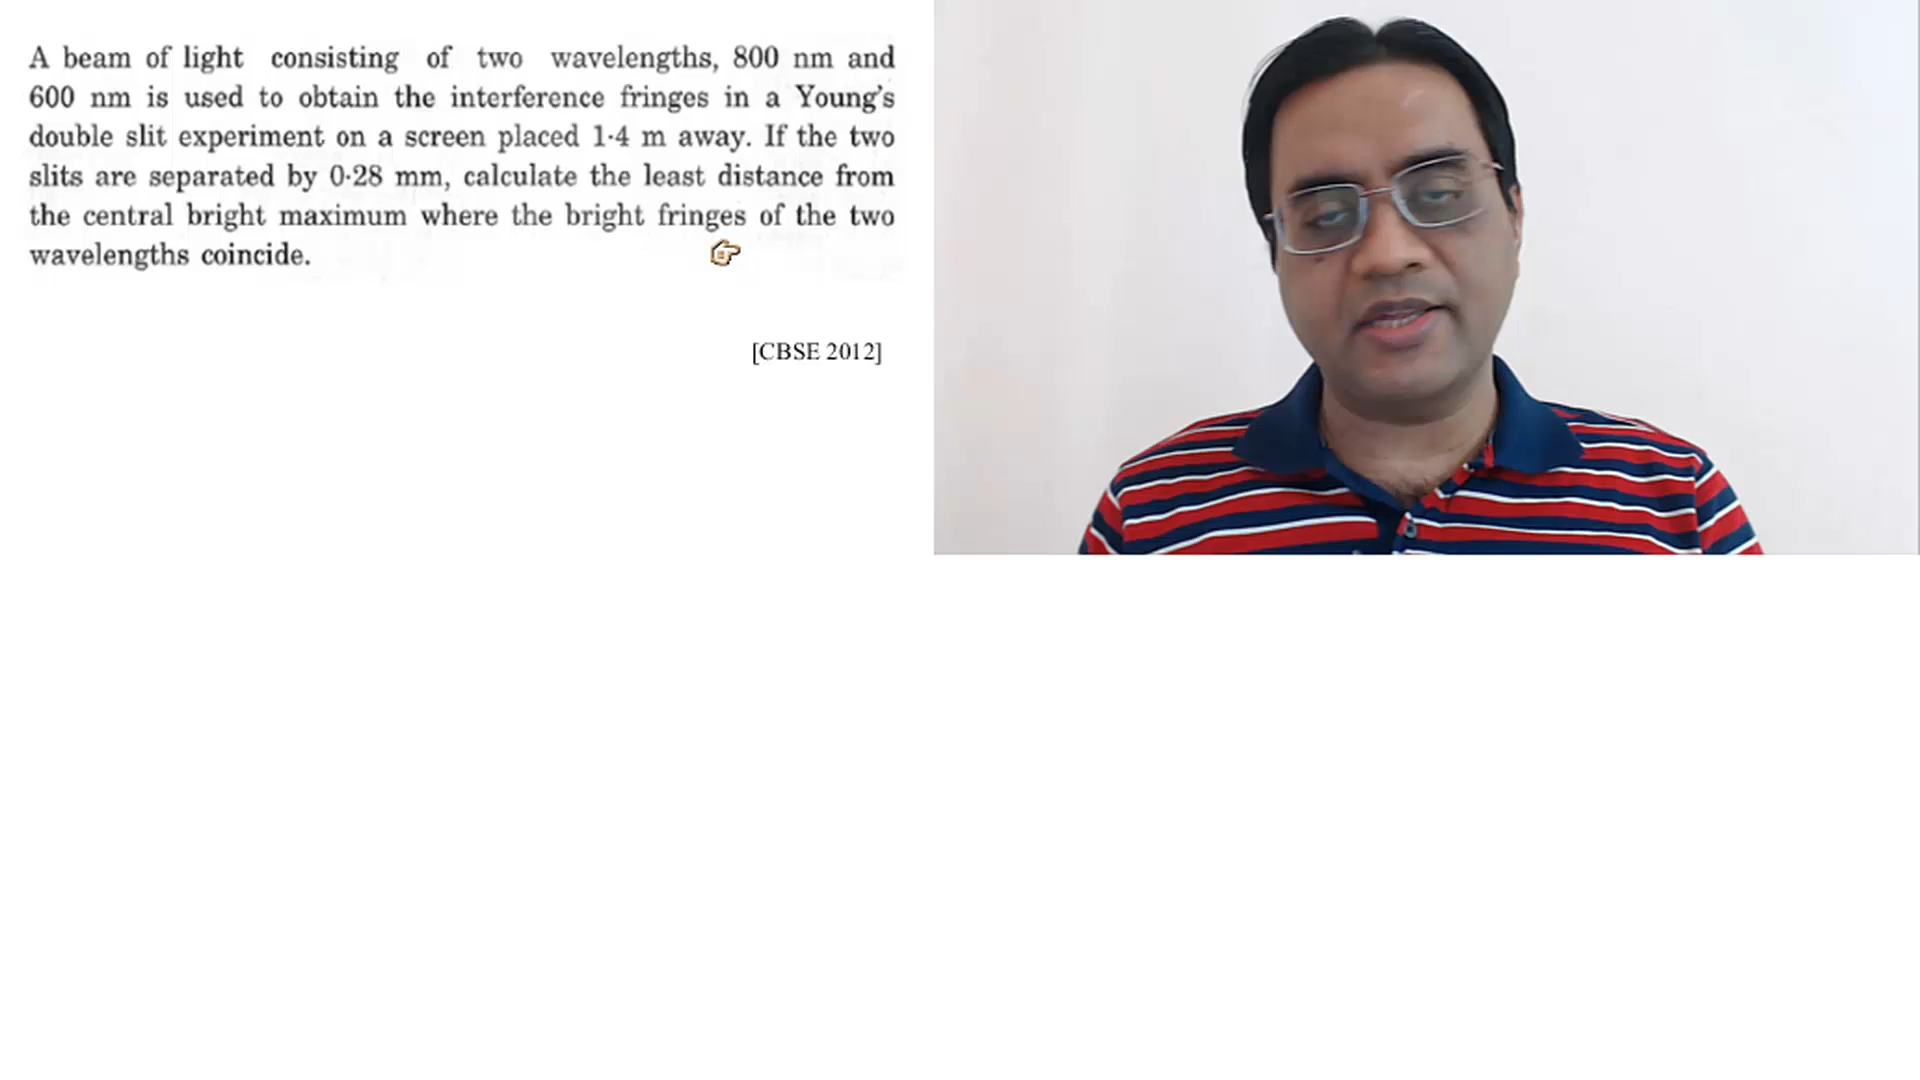 A beam of light consisting of two wavelengths, 800 nm and
600 nm is used to obtain the interference fringes in a Young's
double slit experiment on a screen placed 1·4 m away. If the two
slits are separated by 0·28 mm, calculate the least distance from
the central bright maximum where the bright fringes of the two
wavelengths coincide.
[CBSE 2012]